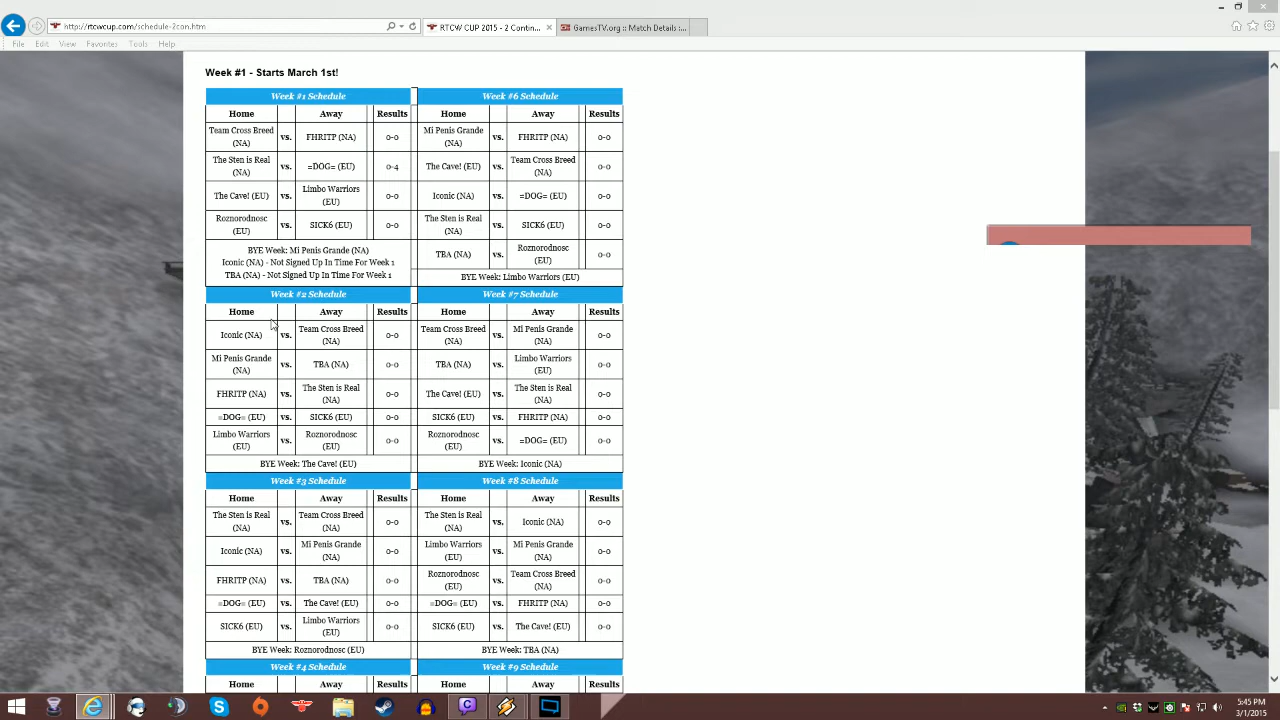 http://rtcwcup.com/schedule-2con.htm
RTCW CUP 2015 - 2 Contin...
GamesTV.org :: Match Details :...
File Edit View Favorites Tools Help
Week #1 - Starts March 1st!
Week #1 Schedule
Home Away Results
Team Cross Breed (NA) vs. FHRITP (NA) 0-0
The Sten is Real (NA) vs. =DOG= (EU) 0-4
The Cave! (EU) vs. Limbo Warriors (EU) 0-0
Roznorodnosc (EU) vs. SICK6 (EU) 0-0
BYE Week: Mi Penis Grande (NA)
Iconic (NA) - Not Signed Up In Time For Week 1
TBA (NA) - Not Signed Up In Time For Week 1
Week #6 Schedule
Home Away Results
Mi Penis Grande (NA) vs. FHRITP (NA) 0-0
The Cave! (EU) vs. Team Cross Breed (NA) 0-0
Iconic (NA) vs. =DOG= (EU) 0-0
The Sten is Real (NA) vs. SICK6 (EU) 0-0
TBA (NA) vs. Roznorodnosc (EU) 0-0
BYE Week: Limbo Warriors (EU)
Week #2 Schedule
Home Away Results
Iconic (NA) vs. Team Cross Breed (NA) 0-0
Mi Penis Grande (NA) vs. TBA (NA) 0-0
FHRITP (NA) vs. The Sten is Real (NA) 0-0
=DOG= (EU) vs. SICK6 (EU) 0-0
Limbo Warriors (EU) vs. Roznorodnosc (EU) 0-0
BYE Week: The Cave! (EU)
Week #7 Schedule
Home Away Results
Team Cross Breed (NA) vs. Mi Penis Grande (NA) 0-0
TBA (NA) vs. Limbo Warriors (EU) 0-0
The Cave! (EU) vs. The Sten is Real (NA) 0-0
SICK6 (EU) vs. FHRITP (NA) 0-0
Roznorodnosc (EU) vs. =DOG= (EU) 0-0
BYE Week: Iconic (NA)
Week #3 Schedule
Home Away Results
The Sten is Real (NA) vs. Team Cross Breed (NA) 0-0
Iconic (NA) vs. Mi Penis Grande (NA) 0-0
FHRITP (NA) vs. TBA (NA) 0-0
=DOG= (EU) vs. The Cave! (EU) 0-0
SICK6 (EU) vs. Limbo Warriors (EU) 0-0
BYE Week: Roznorodnosc (EU)
Week #8 Schedule
Home Away Results
The Sten is Real (NA) vs. Iconic (NA) 0-0
Limbo Warriors (EU) vs. Mi Penis Grande (NA) 0-0
Roznorodnosc (EU) vs. Team Cross Breed (NA) 0-0
=DOG= (EU) vs. FHRITP (NA) 0-0
SICK6 (EU) vs. The Cave! (EU) 0-0
BYE Week: TBA (NA)
Week #4 Schedule
Home Away Results
Week #9 Schedule
Home Away Results
5:45 PM
3/1/2015